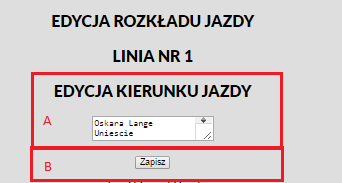 EDYCJA ROZKŁADU JAZDY
LINIA NR 1
EDYCJA KIERUNKU JAZDY
A
Oskara Lange
Uniescie
B
Zapisz